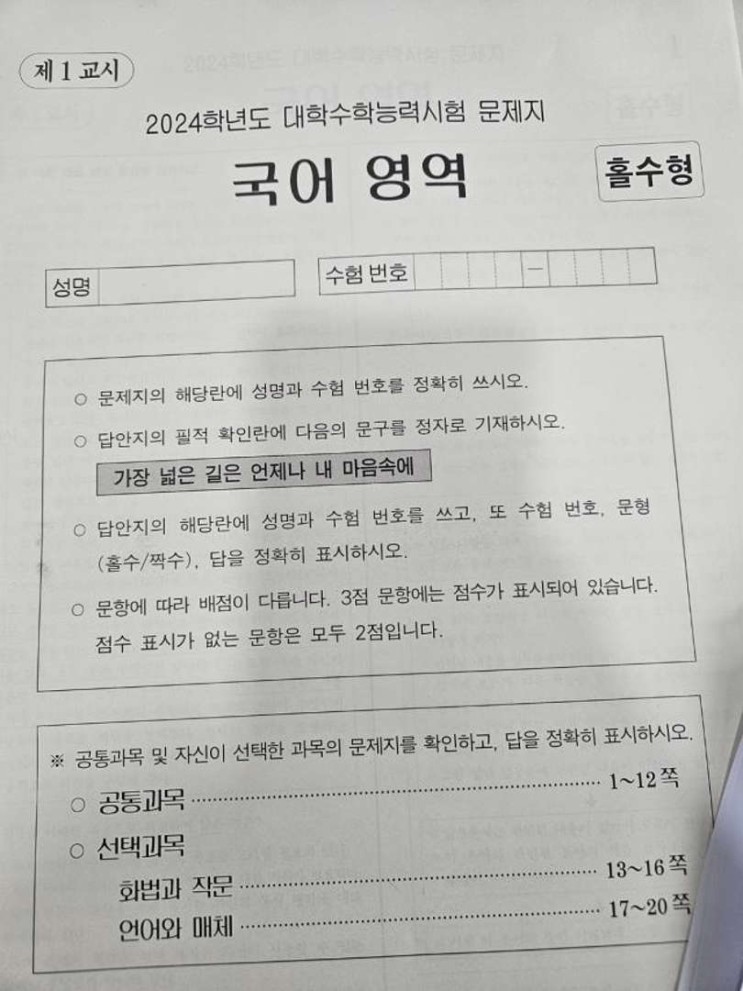 제 1 교시
2024학년도 대학수학능력시험 문제지
국어 영역
홀수형
성명
수험 번호
–
○ 문제지의 해당란에 성명과 수험 번호를 정확히 쓰시오.
○ 답안지의 필적 확인란에 다음의 문구를 정자로 기재하시오.
가장 넓은 길은 언제나 내 마음속에
○ 답안지의 해당란에 성명과 수험 번호를 쓰고, 또 수험 번호, 문형
(홀수/짝수), 답을 정확히 표시하시오.
○ 문항에 따라 배점이 다릅니다. 3점 문항에는 점수가 표시되어 있습니다.
점수 표시가 없는 문항은 모두 2점입니다.
※ 공통과목 및 자신이 선택한 과목의 문제지를 확인하고, 답을 정확히 표시하시오.
○ 공통과목 ······ 1~12 쪽
○ 선택과목
화법과 작문 ······ 13~16 쪽
언어와 매체 ······ 17~20 쪽